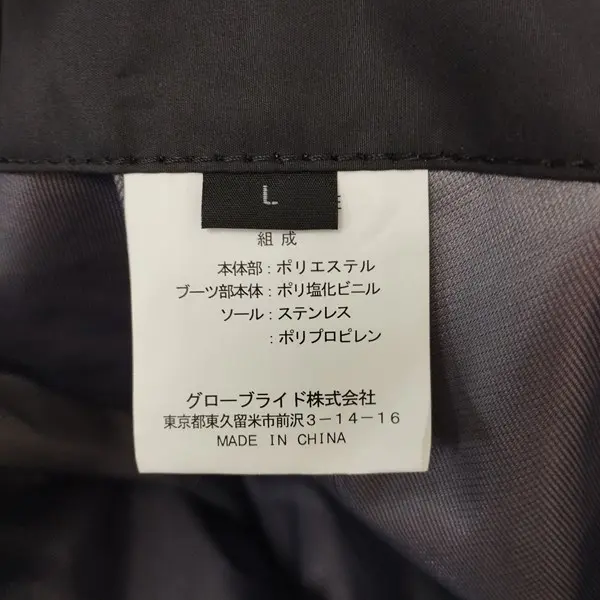 L
組成
本体部：ポリエステル
ブーツ部本体：ポリ塩化ビニル
ソール：ステンレス
：ポリプロピレン
グローブライド株式会社
東京都東久留米市前沢3－14－16
MADE IN CHINA